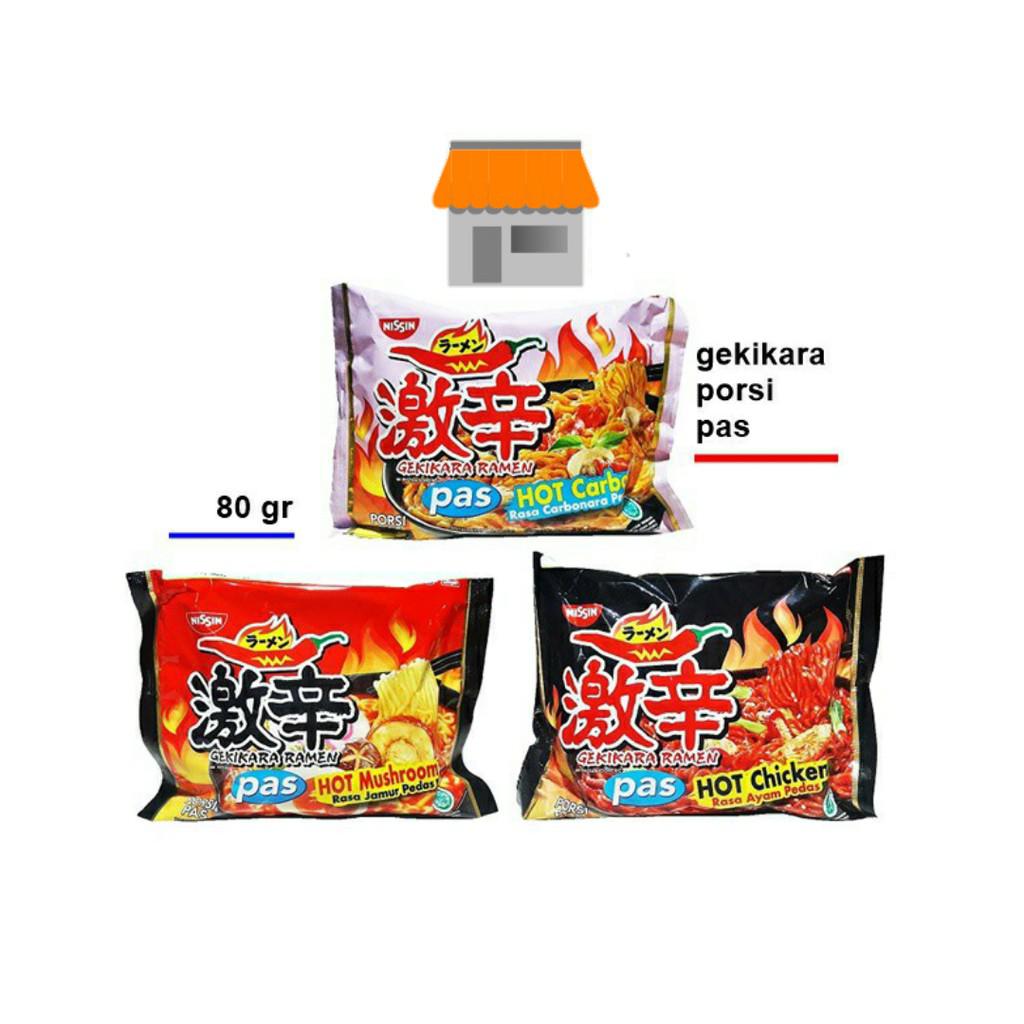 NISSIN
ラーメン
激辛
GEKIKARA RAMEN
pas
HOT Carbo
Rasa Carbonara
PORSI
gekikara
porsi
pas
80 gr
NISSIN
ラーメン
激辛
GEKIKARA RAMEN
pas
HOT Mushroom
Rasa Jamur Pedas
PAS
NISSIN
ラーメン
激辛
GEKIKARA RAMEN
pas
HOT Chicken
Rasa Ayam Pedas
PORSI